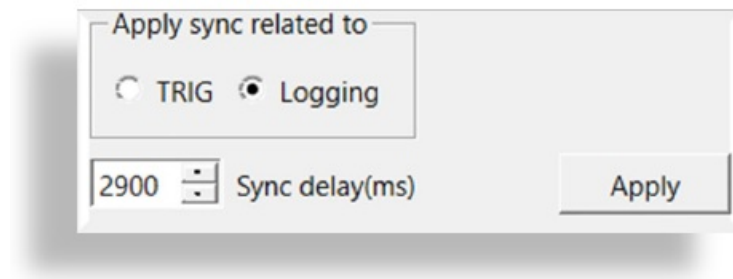 Apply sync related to
TRIG Logging
2900 Sync delay(ms) Apply